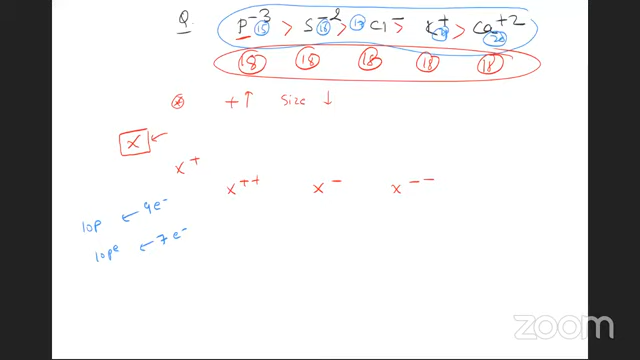 Q. P⁻³ > S⁻² > Cl⁻ > K⁺ > Ca⁺²
15 16 17 20
18 18 18 18 18
+ ↑ size ↓
x ←
x⁺
x⁺⁺ x⁻ x⁻⁻
10p ← 9e⁻
10p ← 7e⁻
zoom